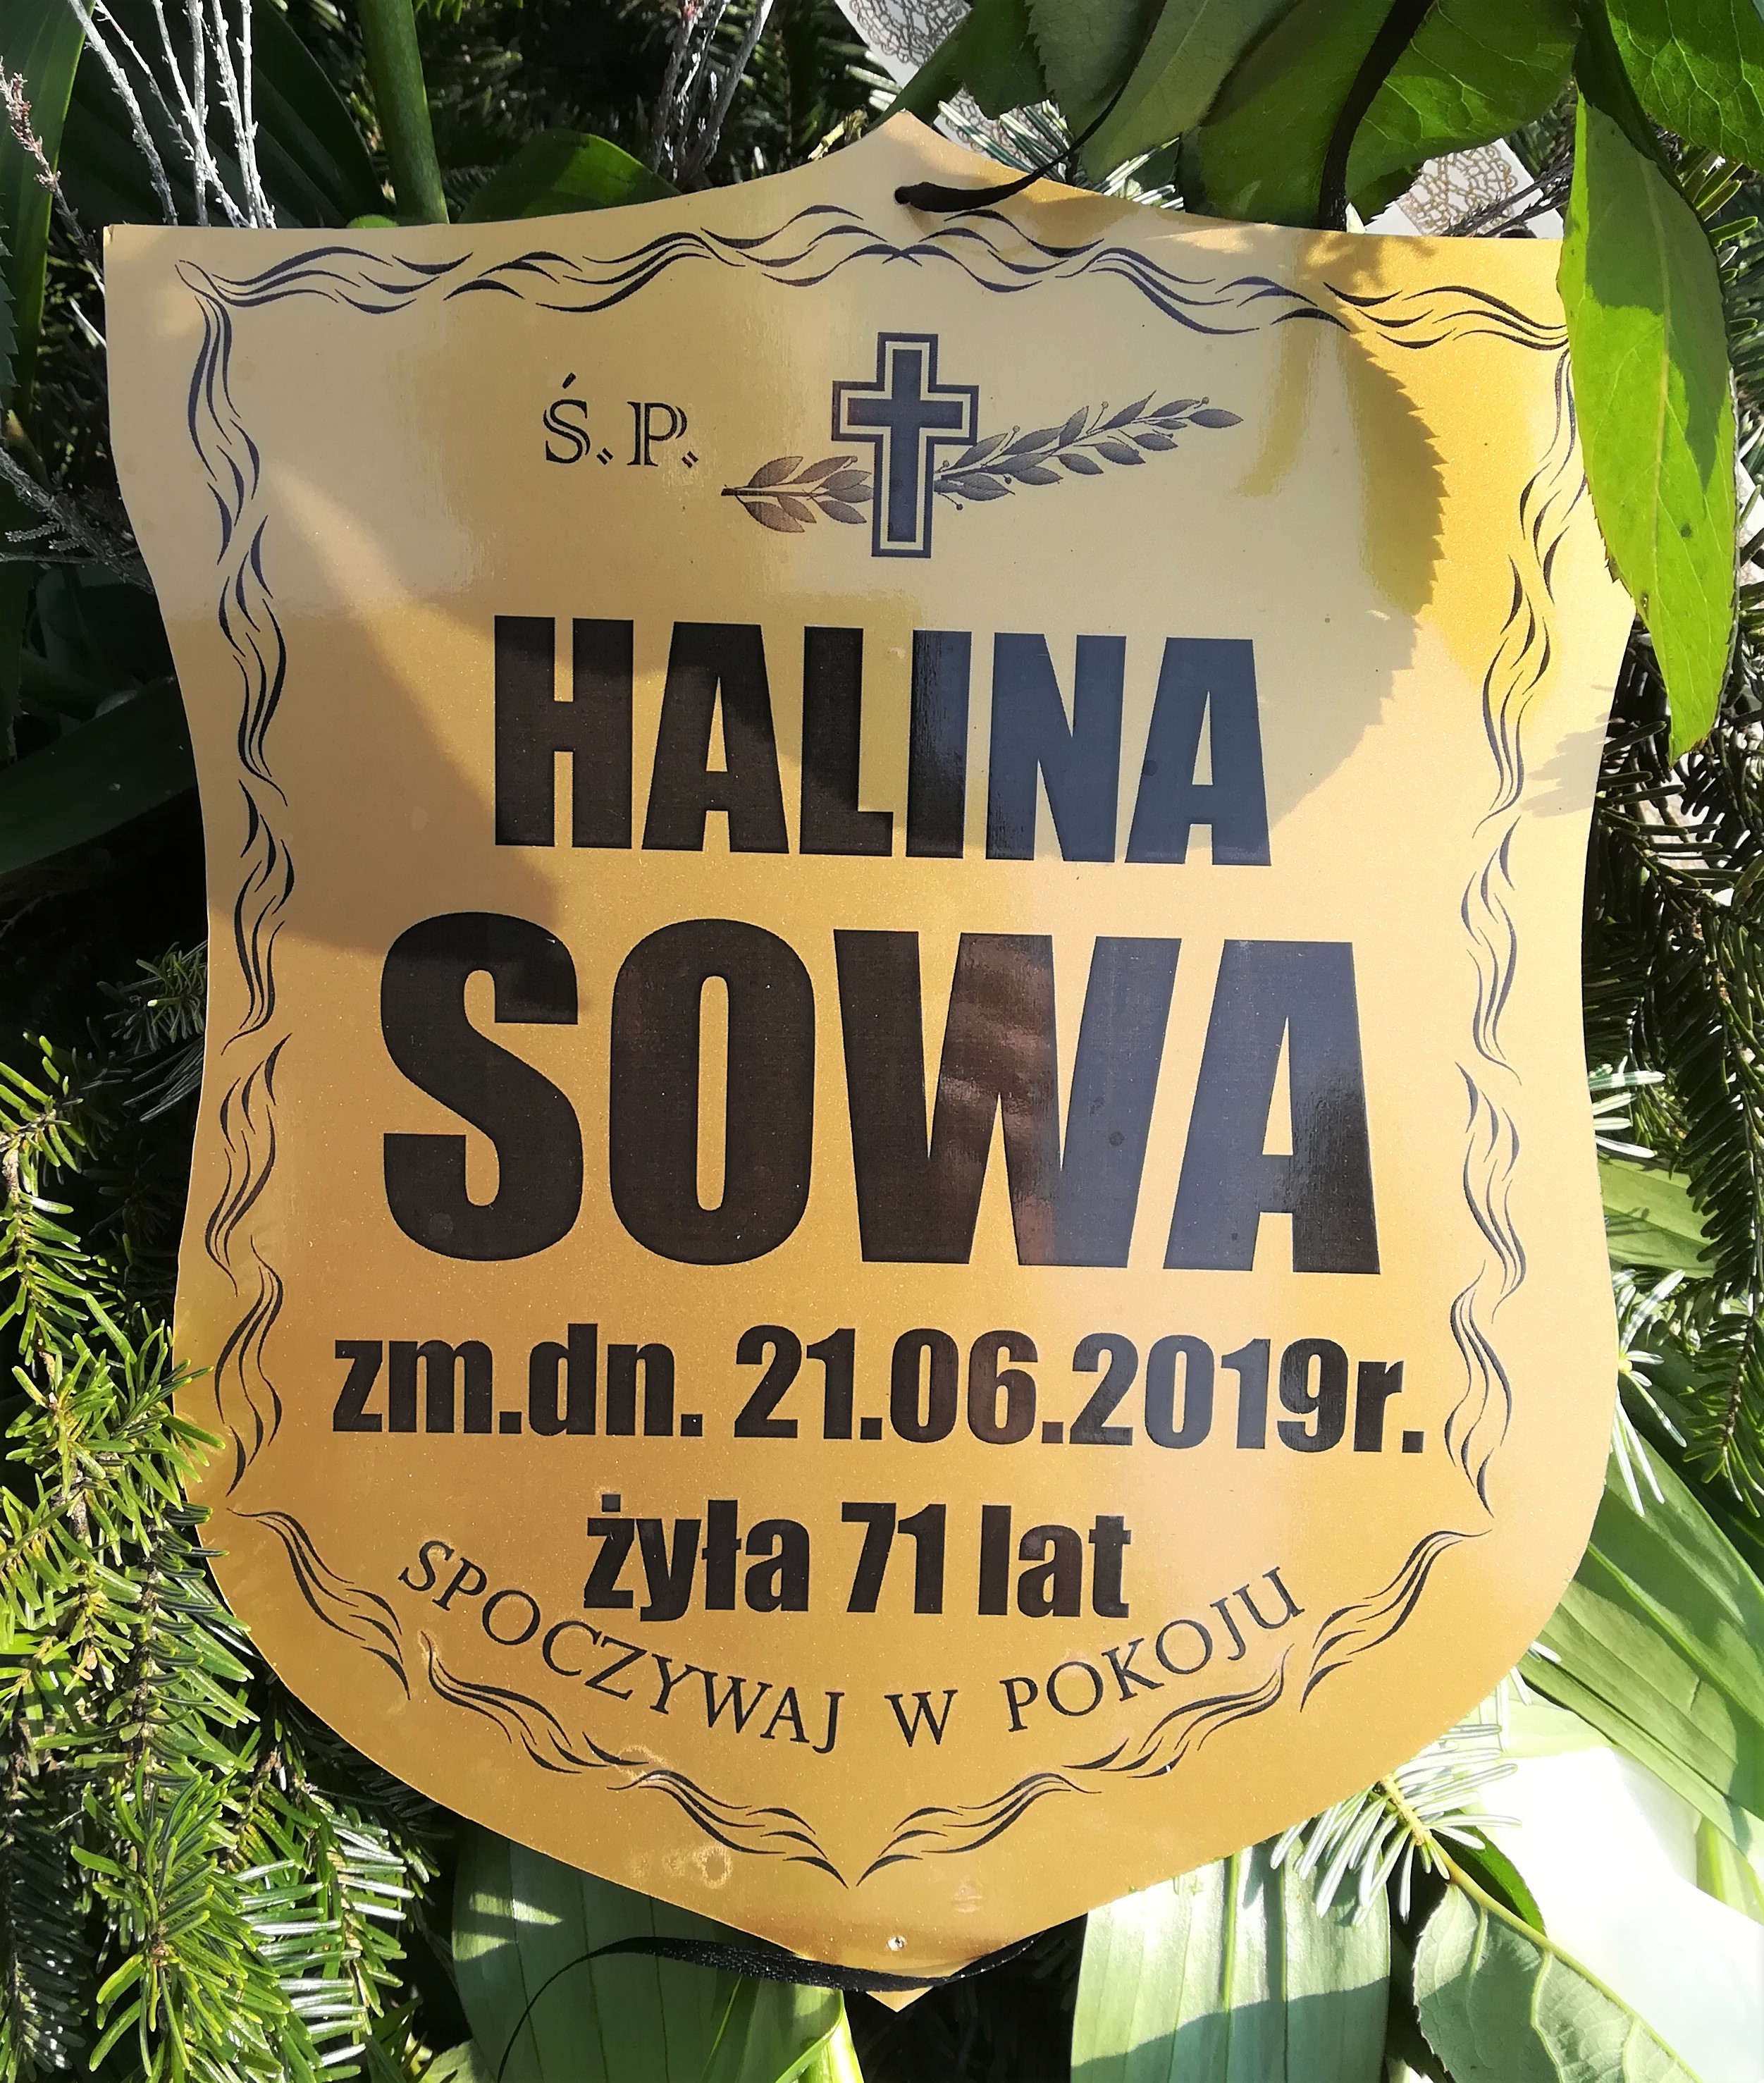 Ś.P.
HALINA
SOWA
zm.dn. 21.06.2019r.
żyła 71 lat
SPOCZYWAJ W POKOJU